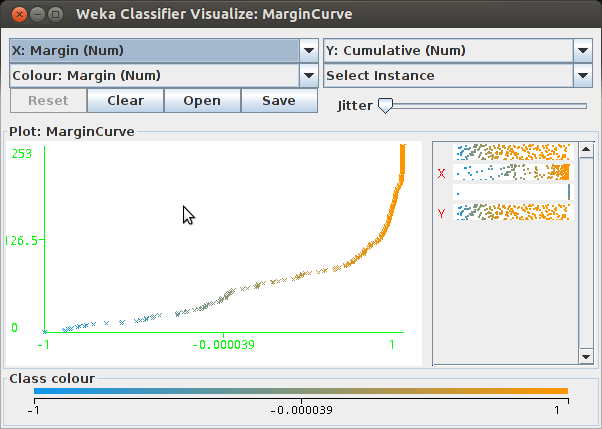 Weka Classifier Visualize: MarginCurve
X: Margin (Num) Y: Cumulative (Num)
Colour: Margin (Num) Select Instance
Reset Clear Open Save Jitter
Plot: MarginCurve
253
126.5
0
-1 -0.000039 1
X
Y
Class colour
-1 -0.000039 1